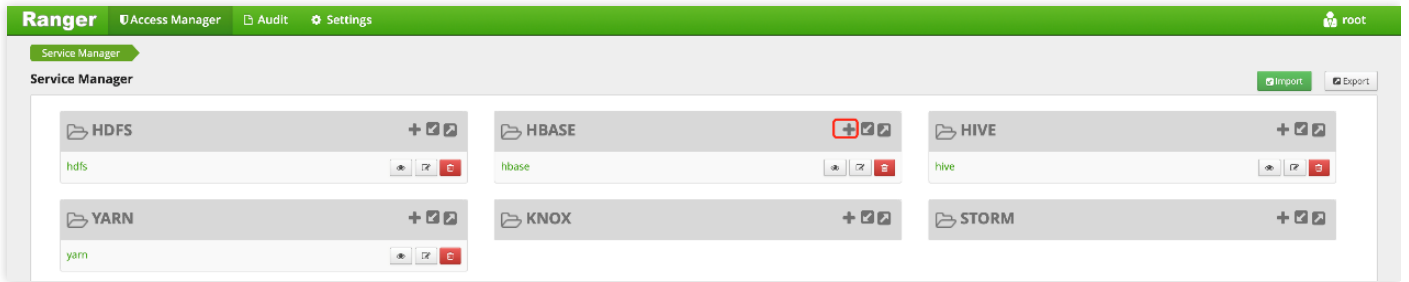 Ranger Access Manager Audit Settings root
Service Manager
Service Manager Import Export
HDFS HBASE HIVE
hdfs hbase hive
YARN KNOX STORM
yarn